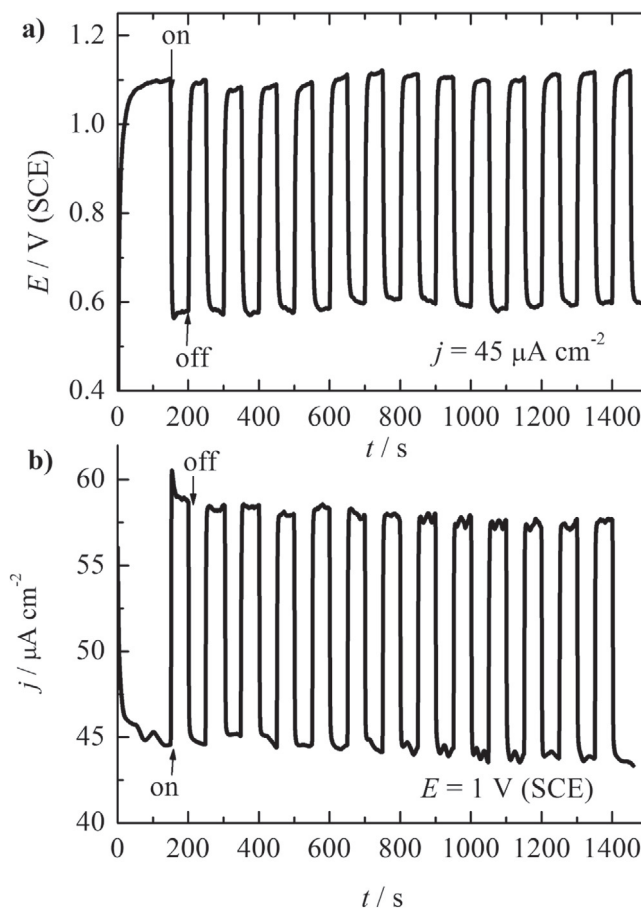 a)
on
1.2
1.0
0.8
0.6
0.4
E / V (SCE)
off
j = 45 μA cm⁻²
0 200 400 600 800 1000 1200 1400
t / s
b)
off
60
55
50
45
40
j / μA cm⁻²
on
E = 1 V (SCE)
0 200 400 600 800 1000 1200 1400
t / s